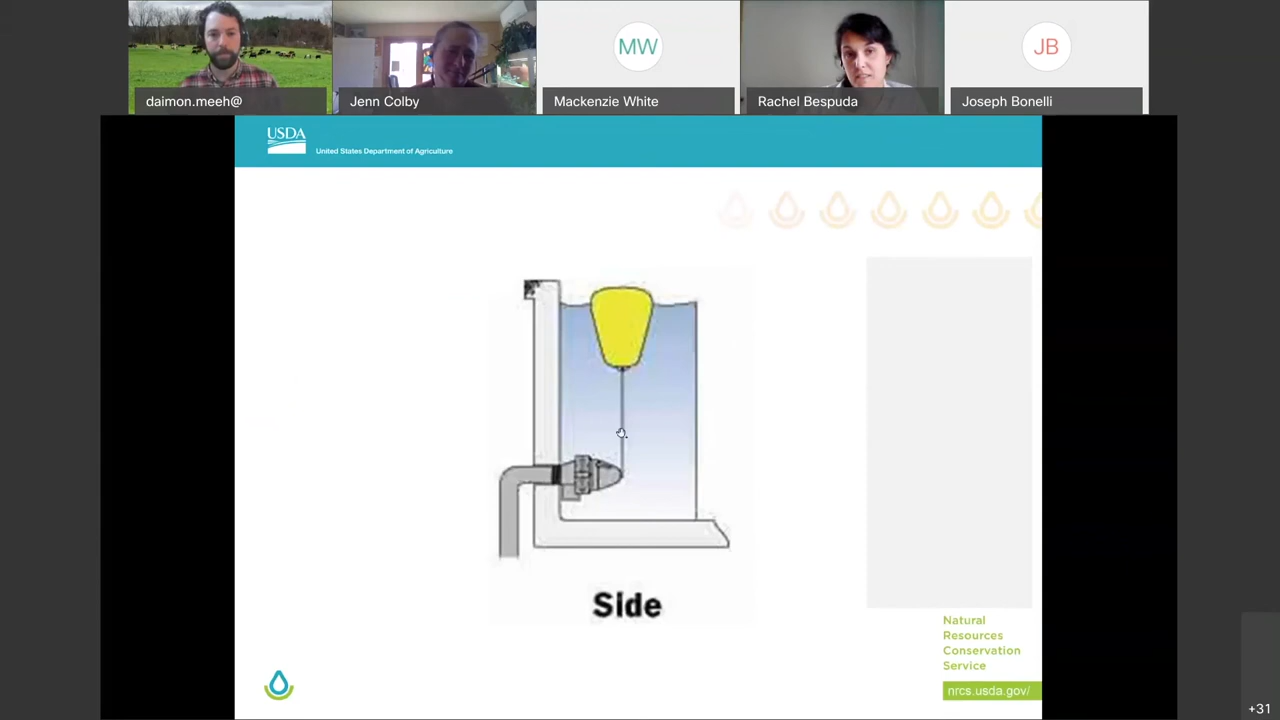 MW
JB
daimon.meeh@
Jenn Colby
Mackenzie White
Rachel Bespuda
Joseph Bonelli
USDA
United States Department of Agriculture
Side
Natural
Resources
Conservation
Service
nrcs.usda.gov/
+31